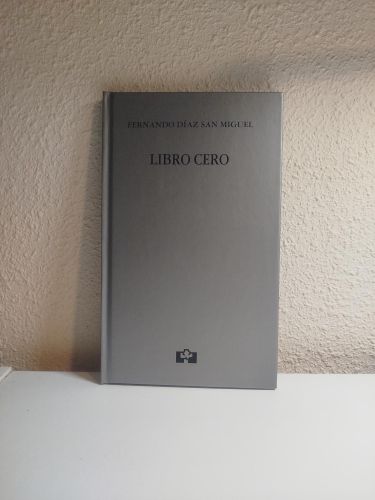 FERNANDO DÍAZ SAN MIGUEL
LIBRO CERO